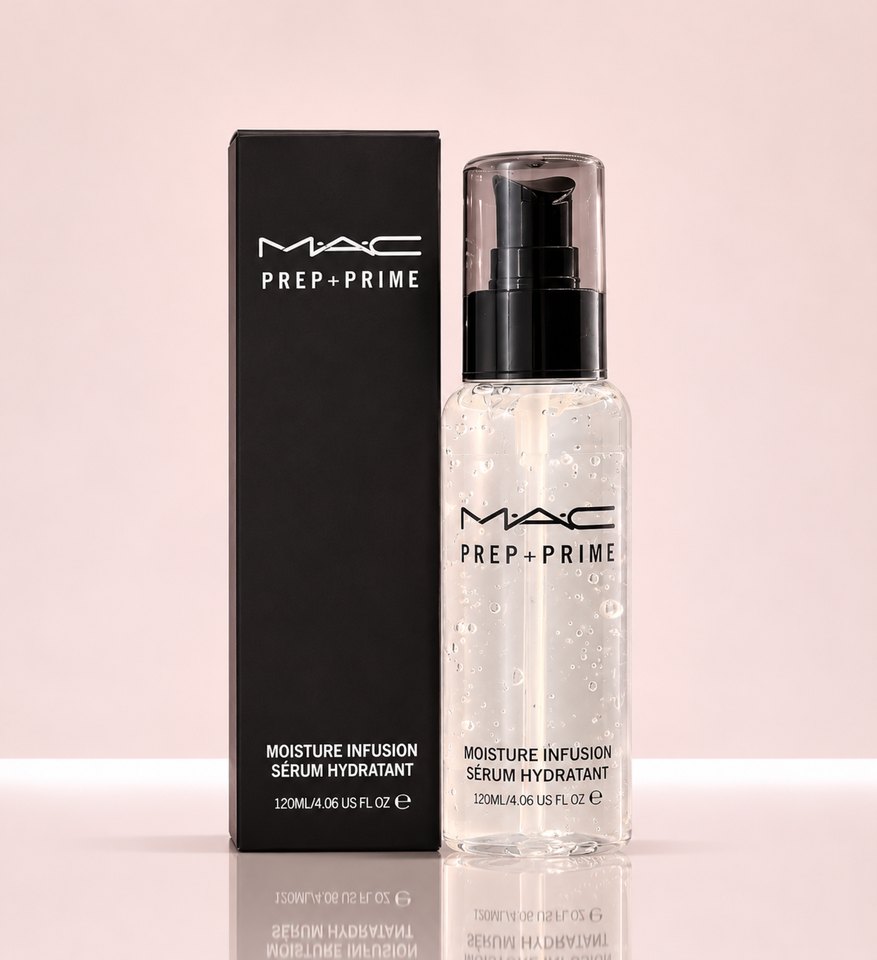 M·A·C
PREP+PRIME
MOISTURE INFUSION
SÉRUM HYDRATANT
120ML/4.06 US FL OZ ℮
M·A·C
PREP+PRIME
MOISTURE INFUSION
SÉRUM HYDRATANT
120ML/4.06 US FL OZ ℮